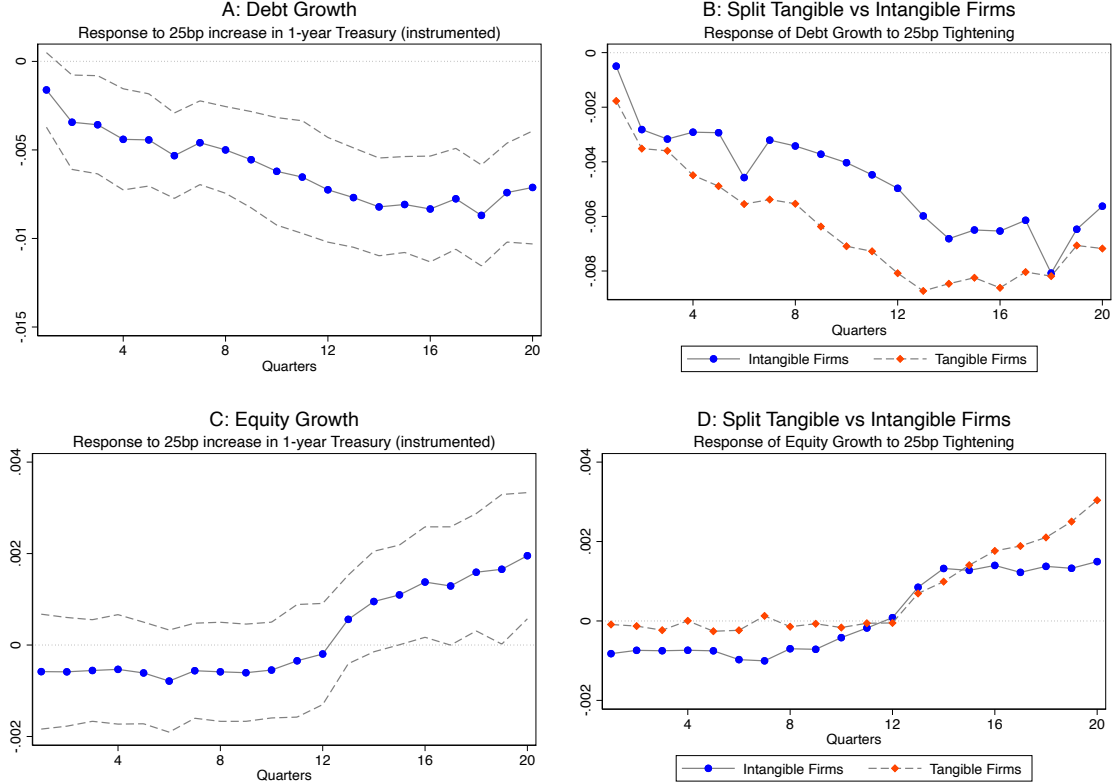 A: Debt Growth
Response to 25bp increase in 1-year Treasury (instrumented)
0
-.005
-.01
-.015
4 8 12 16 20
Quarters
B: Split Tangible vs Intangible Firms
Response of Debt Growth to 25bp Tightening
0
-.002
-.004
-.006
-.008
4 8 12 16 20
Quarters
Intangible Firms Tangible Firms
C: Equity Growth
Response to 25bp increase in 1-year Treasury (instrumented)
.004
.002
0
-.002
4 8 12 16 20
Quarters
D: Split Tangible vs Intangible Firms
Response of Equity Growth to 25bp Tightening
.004
.002
0
-.002
4 8 12 16 20
Quarters
Intangible Firms Tangible Firms